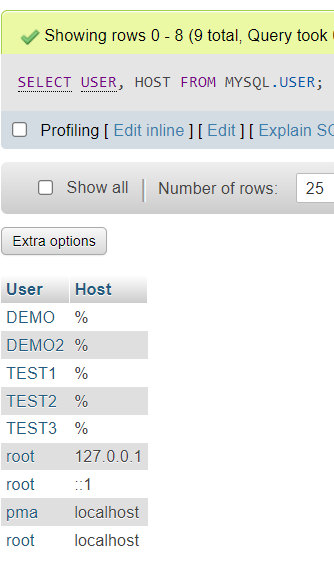 Showing rows 0 - 8 (9 total, Query took
SELECT USER, HOST FROM MYSQL.USER;
Profiling [ Edit inline ] [ Edit ] [ Explain
Show all Number of rows: 25
Extra options
User Host
DEMO %
DEMO2 %
TEST1 %
TEST2 %
TEST3 %
root 127.0.0.1
root ::1
pma localhost
root localhost